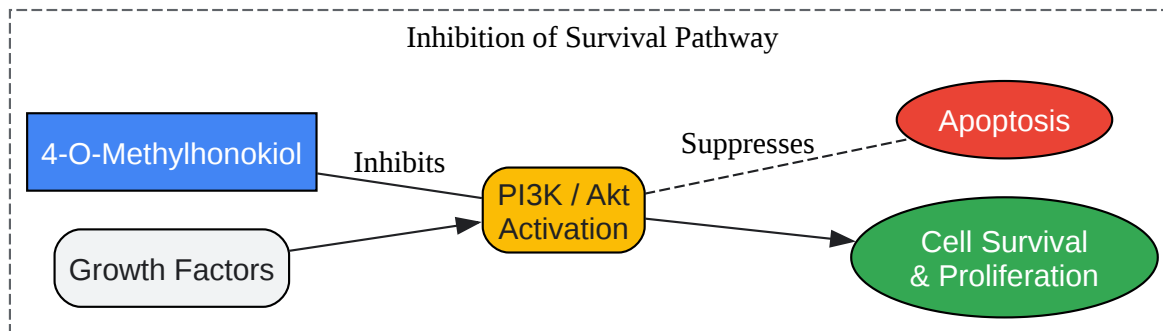 Inhibition of Survival Pathway
4-O-Methylhonokiol
Inhibits
Growth Factors
PI3K / Akt
Activation
Suppresses
Apoptosis
Cell Survival
& Proliferation